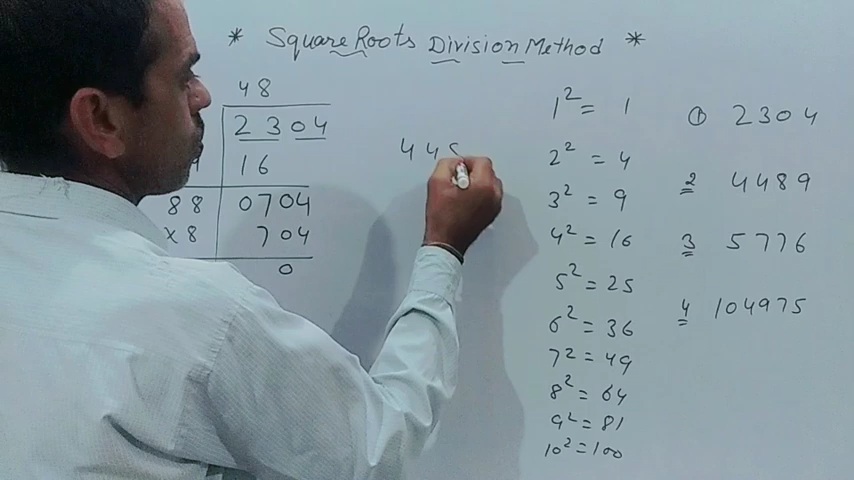 * Square Roots Division Method *
48
2304
16
88 0704
x8 704
0
448
1² = 1
2² = 4
3² = 9
4² = 16
5² = 25
6² = 36
7² = 49
8² = 64
9² = 81
10² = 100
① 2304
2 4489
3 5776
4 104975